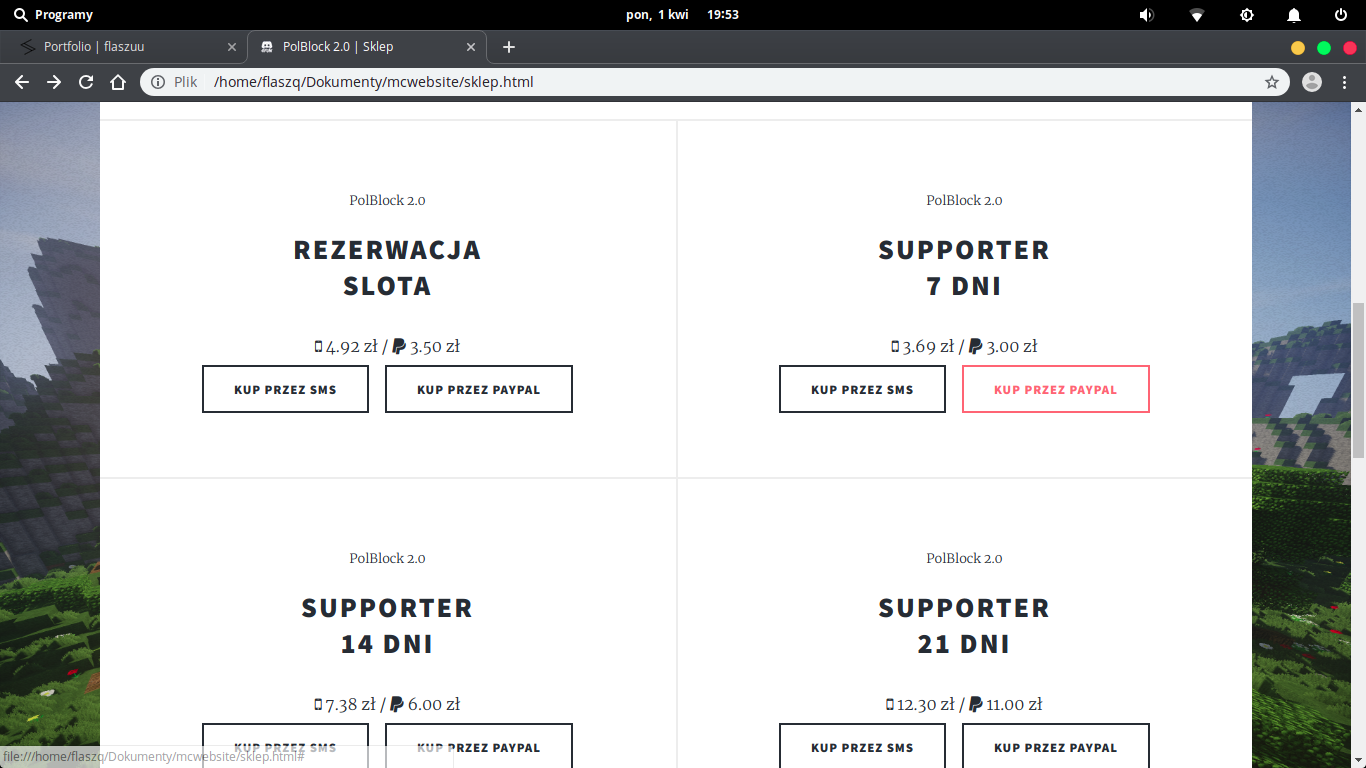 Programy
pon, 1 kwi 19:53
Portfolio | flaszuu
PolBlock 2.0 | Sklep
Plik /home/flaszq/Dokumenty/mcwebsite/sklep.html
PolBlock 2.0
REZERWACJA
SLOTA
4.92 zł / 3.50 zł
KUP PRZEZ SMS KUP PRZEZ PAYPAL
PolBlock 2.0
SUPPORTER
7 DNI
3.69 zł / 3.00 zł
KUP PRZEZ SMS KUP PRZEZ PAYPAL
PolBlock 2.0
SUPPORTER
14 DNI
7.38 zł / 6.00 zł
KUP PRZEZ SMS KUP PRZEZ PAYPAL
PolBlock 2.0
SUPPORTER
21 DNI
12.30 zł / 11.00 zł
KUP PRZEZ SMS KUP PRZEZ PAYPAL
file:///home/flaszq/Dokumenty/mcwebsite/sklep.html#